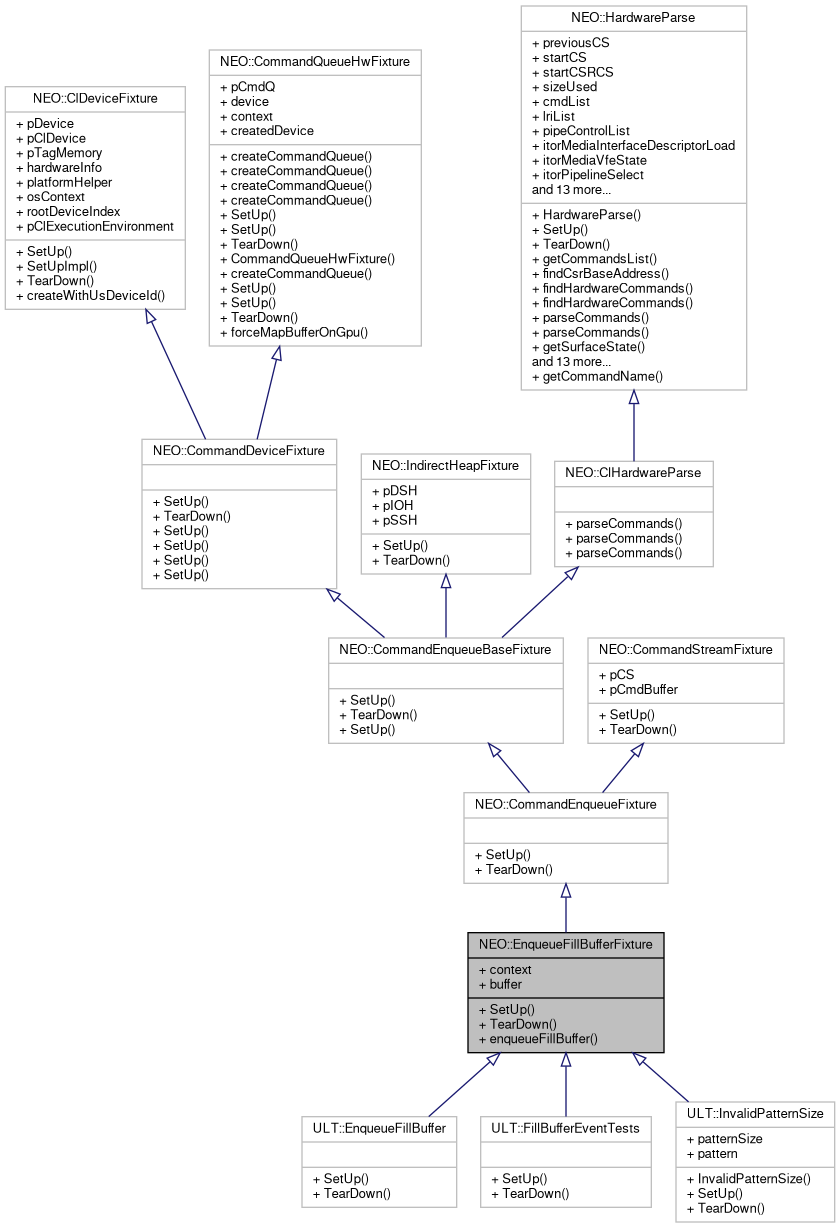 NEO::HardwareParse
+ previousCS
+ startCS
+ startCSRCS
+ sizeUsed
+ cmdList
+ lriList
+ pipeControlList
+ itorMediaInterfaceDescriptorLoad
+ itorMediaVfeState
+ itorPipelineSelect
and 13 more...
+ HardwareParse()
+ SetUp()
+ TearDown()
+ getCommandsList()
+ findCsrBaseAddress()
+ findHardwareCommands()
+ findHardwareCommands()
+ parseCommands()
+ parseCommands()
+ getSurfaceState()
and 13 more...
+ getCommandName()
NEO::CommandQueueHwFixture
+ pCmdQ
+ device
+ context
+ createdDevice
+ createCommandQueue()
+ createCommandQueue()
+ createCommandQueue()
+ createCommandQueue()
+ SetUp()
+ SetUp()
+ TearDown()
+ CommandQueueHwFixture()
+ createCommandQueue()
+ SetUp()
+ SetUp()
+ TearDown()
+ forceMapBufferOnGpu()
NEO::ClDeviceFixture
+ pDevice
+ pClDevice
+ pTagMemory
+ hardwareInfo
+ platformHelper
+ osContext
+ rootDeviceIndex
+ pClExecutionEnvironment
+ SetUp()
+ SetUpImpl()
+ TearDown()
+ createWithUsDeviceId()
NEO::CommandDeviceFixture
+ SetUp()
+ TearDown()
+ SetUp()
+ SetUp()
+ SetUp()
+ SetUp()
NEO::IndirectHeapFixture
+ pDSH
+ pIOH
+ pSSH
+ SetUp()
+ TearDown()
NEO::ClHardwareParse
+ parseCommands()
+ parseCommands()
+ parseCommands()
NEO::CommandEnqueueBaseFixture
+ SetUp()
+ TearDown()
+ SetUp()
NEO::CommandStreamFixture
+ pCS
+ pCmdBuffer
+ SetUp()
+ TearDown()
NEO::CommandEnqueueFixture
+ SetUp()
+ TearDown()
NEO::EnqueueFillBufferFixture
+ context
+ buffer
+ SetUp()
+ TearDown()
+ enqueueFillBuffer()
ULT::EnqueueFillBuffer
+ SetUp()
+ TearDown()
ULT::FillBufferEventTests
+ SetUp()
+ TearDown()
ULT::InvalidPatternSize
+ patternSize
+ pattern
+ InvalidPatternSize()
+ SetUp()
+ TearDown()